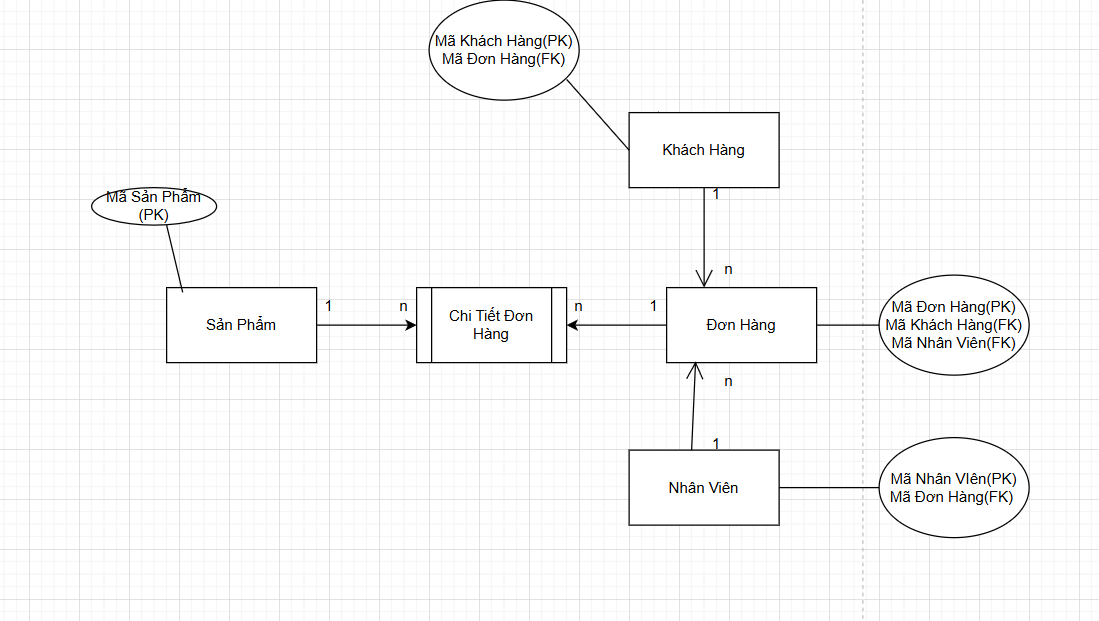 Mã Khách Hàng(PK)
Mã Đơn Hàng(FK)
Khách Hàng
1
n
Mã Sản Phẩm
(PK)
Sản Phẩm
1
n
Chi Tiết Đơn
Hàng
n
1
Đơn Hàng
Mã Đơn Hàng(PK)
Mã Khách Hàng(FK)
Mã Nhân Viên(FK)
n
1
Nhân Viên
Mã Nhân VIên(PK)
Mã Đơn Hàng(FK)